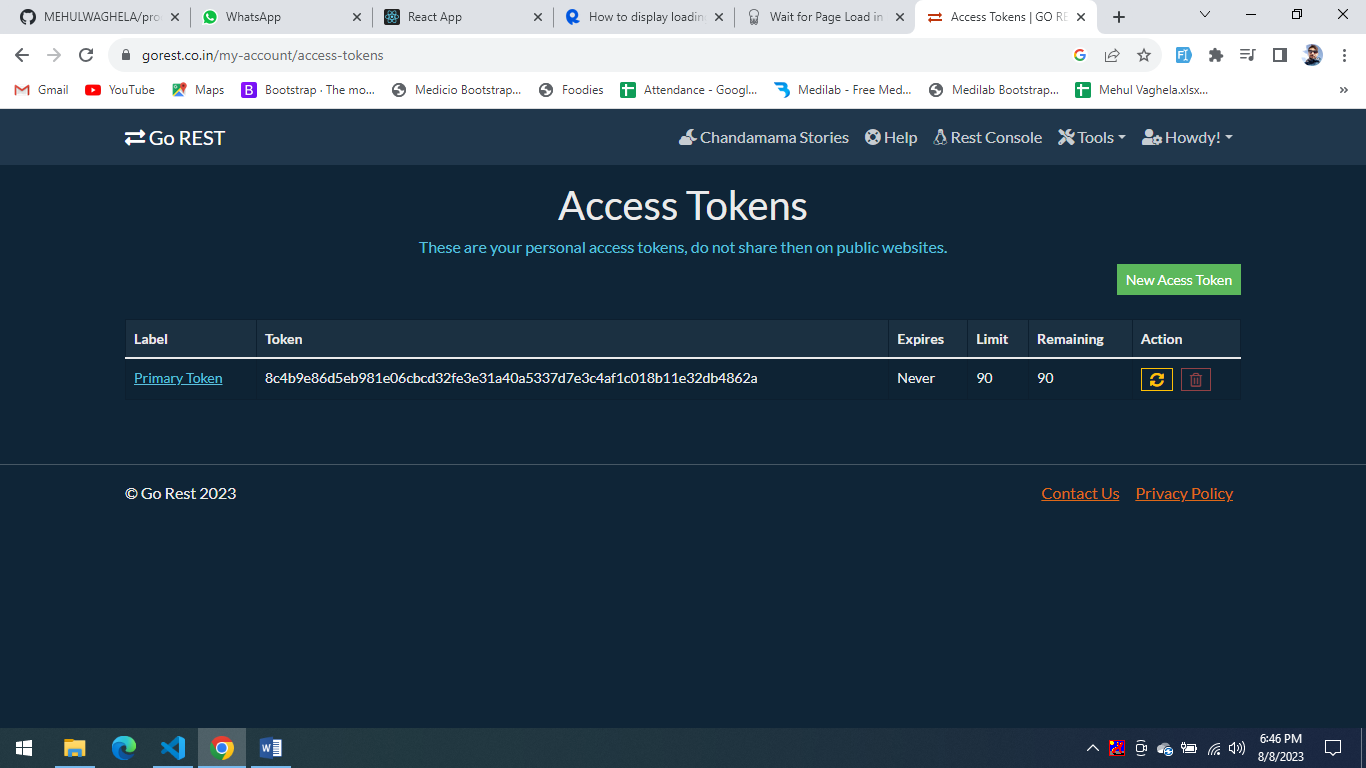 MEHULWAGHELA/pro
WhatsApp
React App
How to display loadin
Wait for Page Load in
Access Tokens | GO RE
gorest.co.in/my-account/access-tokens
Gmail
YouTube
Maps
Bootstrap · The mo...
Medicio Bootstrap...
Foodies
Attendance - Googl...
Medilab - Free Med...
Medilab Bootstrap...
Mehul Vaghela.xlsx...
»
Go REST
Chandamama Stories
Help
Rest Console
Tools
Howdy!
Access Tokens
These are your personal access tokens, do not share then on public websites.
New Acess Token
Label Token Expires Limit Remaining Action
Primary Token 8c4b9e86d5eb981e06cbcd32fe3e31a40a5337d7e3c4af1c018b11e32db4862a Never 90 90
© Go Rest 2023
Contact Us Privacy Policy
6:46 PM
8/8/2023